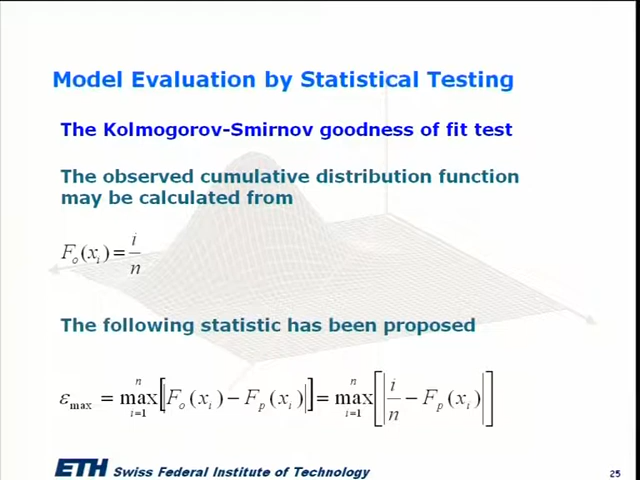 Model Evaluation by Statistical Testing
The Kolmogorov-Smirnov goodness of fit test
The observed cumulative distribution function
may be calculated from
F_o(x_i) = i/n
The following statistic has been proposed
ε_max = max_{i=1}^{n} [|F_o(x_i) − F_p(x_i)|] = max_{i=1}^{n} [|i/n − F_p(x_i)|]
ETH Swiss Federal Institute of Technology
25